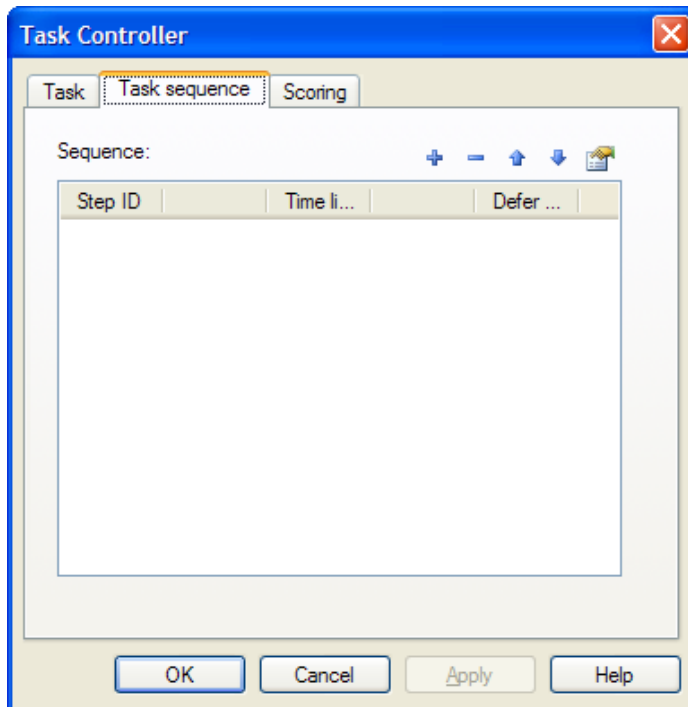 Task Controller
Task Task sequence Scoring
Sequence:
Step ID Time li... Defer ...
OK Cancel Apply Help